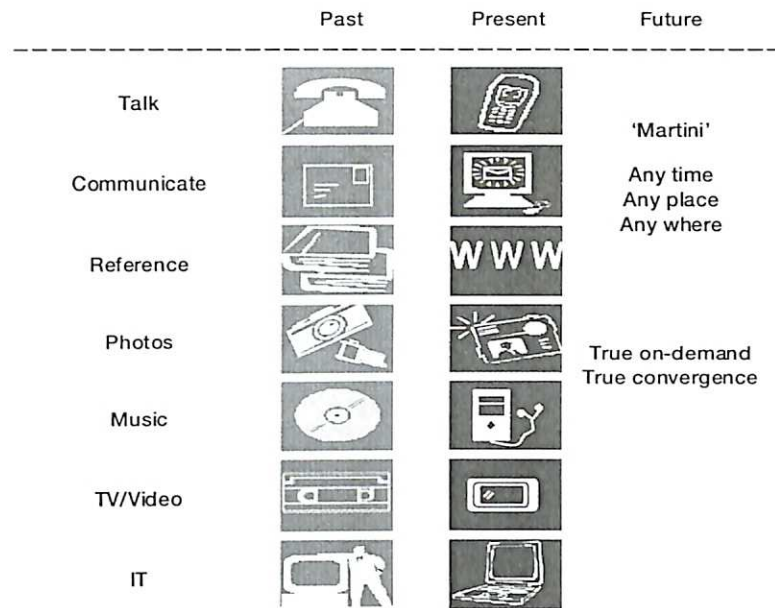 Past Present Future
Talk
'Martini'
Communicate
Any time
Any place
Any where
Reference
WWW
Photos
True on-demand
True convergence
Music
TV/Video
IT